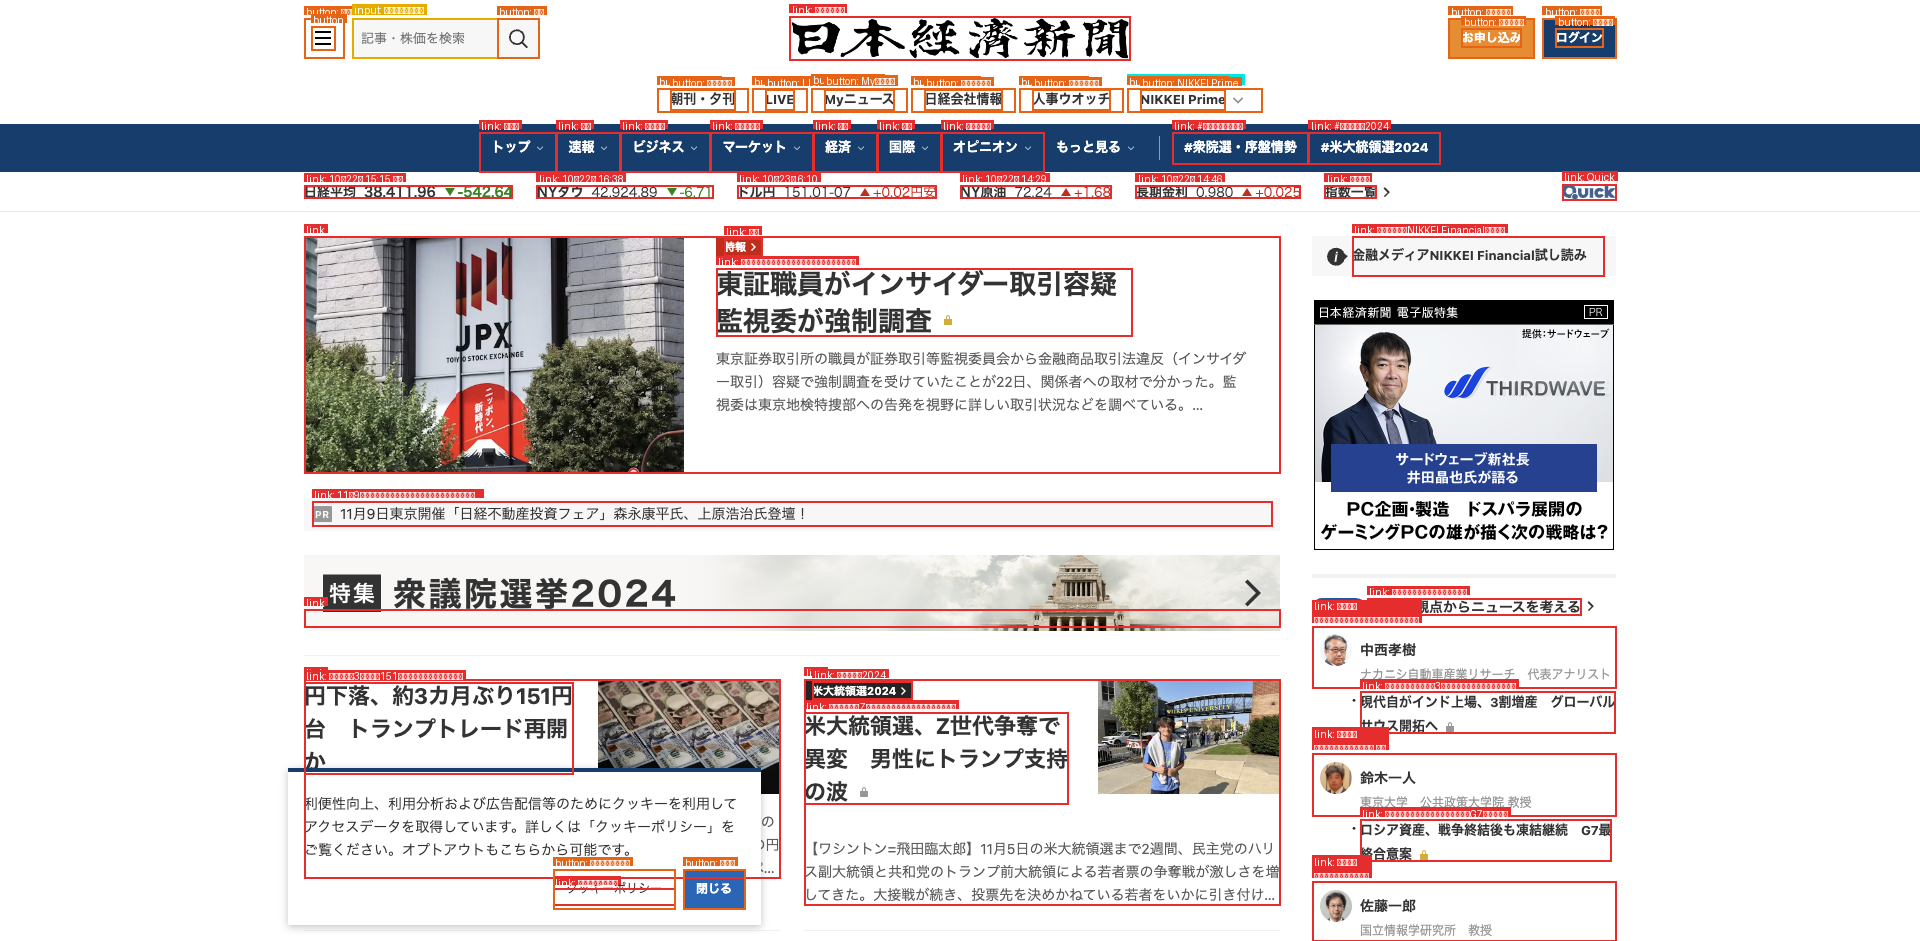 記事・株価を検索
日本経済新聞
お申し込み
ログイン
朝刊・夕刊
LIVE
Myニュース
日経会社情報
人事ウオッチ
NIKKEI Prime
トップ
速報
ビジネス
マーケット
経済
国際
オピニオン
もっと見る
#衆院選・序盤情勢
#米大統領選2024
日経平均 38,411.96 ▼-542.64
NYダウ 42,924.89 ▼-6.71
ドル円 151.01-07 ▲+0.02円安
NY原油 72.24 ▲+1.68
長期金利 0.980 ▲+0.025
指数一覧
QUICK
特報
東証職員がインサイダー取引容疑
監視委が強制調査
東京証券取引所の職員が証券取引等監視委員会から金融商品取引法違反（インサイダ
ー取引）容疑で強制調査を受けていたことが22日、関係者への取材で分かった。監
視委は東京地検特捜部への告発を視野に詳しい取引状況などを調べている。...
JPX
TOKYO STOCK EXCHANGE
ニッポン、
新時代
PR 11月9日東京開催「日経不動産投資フェア」森永康平氏、上原浩治氏登壇！
特集 衆議院選挙2024
円下落、約3カ月ぶり151円
台　トランプトレード再開
か
米大統領選2024
米大統領選、Z世代争奪で
異変　男性にトランプ支持
の波
【ワシントン=飛田臨太郎】11月5日の米大統領選まで2週間、民主党のハリ
ス副大統領と共和党のトランプ前大統領による若者票の争奪戦が激しさを増
してきた。大接戦が続き、投票先を決めかねている若者をいかに引き付け...
利便性向上、利用分析および広告配信等のためにクッキーを利用して
アクセスデータを取得しています。詳しくは「クッキーポリシー」を
ご覧ください。オプトアウトもこちらから可能です。
クッキーポリシー
閉じる
金融メディアNIKKEI Financial試し読み
日本経済新聞 電子版特集
PR
提供：サードウェーブ
THIRDWAVE
サードウェーブ新社長
井田晶也氏が語る
PC企画・製造　ドスパラ展開の
ゲーミングPCの雄が描く次の戦略は？
視点からニュースを考える
中西孝樹
ナカニシ自動車産業リサーチ　代表アナリスト
・現代自がインド上場、3割増産　グローバル
サウス開拓へ
鈴木一人
東京大学　公共政策大学院 教授
・ロシア資産、戦争終結後も凍結継続　G7最
終合意案
佐藤一郎
国立情報学研究所　教授